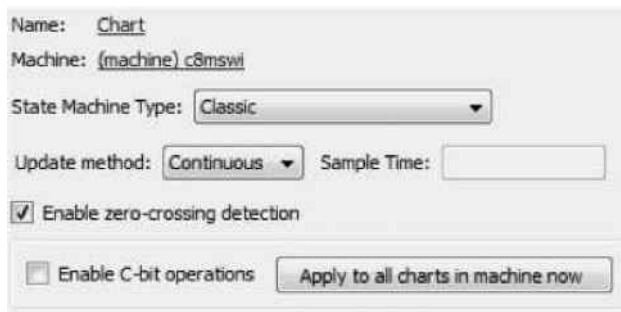 Name: Chart
Machine: (machine) c8mswi
State Machine Type: Classic
Update method: Continuous Sample Time:
Enable zero-crossing detection
Enable C-bit operations Apply to all charts in machine now